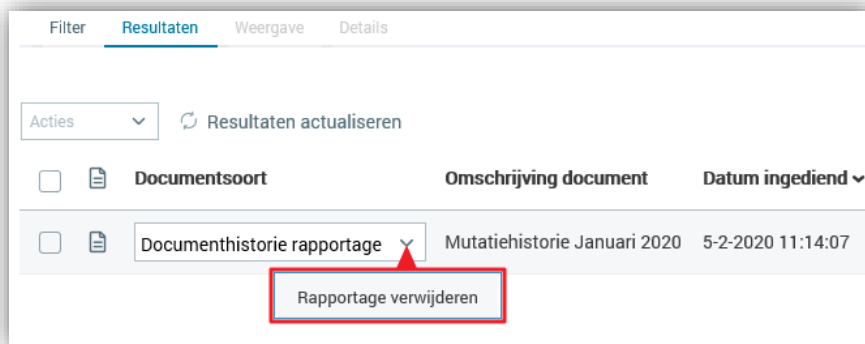 Filter Resultaten Weergave Details
Acties Resultaten actualiseren
Documentsoort Omschrijving document Datum ingediend
Documenthistorie rapportage Mutatiehistorie Januari 2020 5-2-2020 11:14:07
Rapportage verwijderen